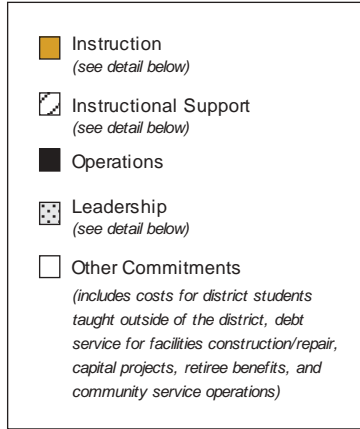 Instruction
(see detail below)
Instructional Support
(see detail below)
Operations
Leadership
(see detail below)
Other Commitments
(includes costs for district students
taught outside of the district, debt
service for facilities construction/repair,
capital projects, retiree benefits, and
community service operations)